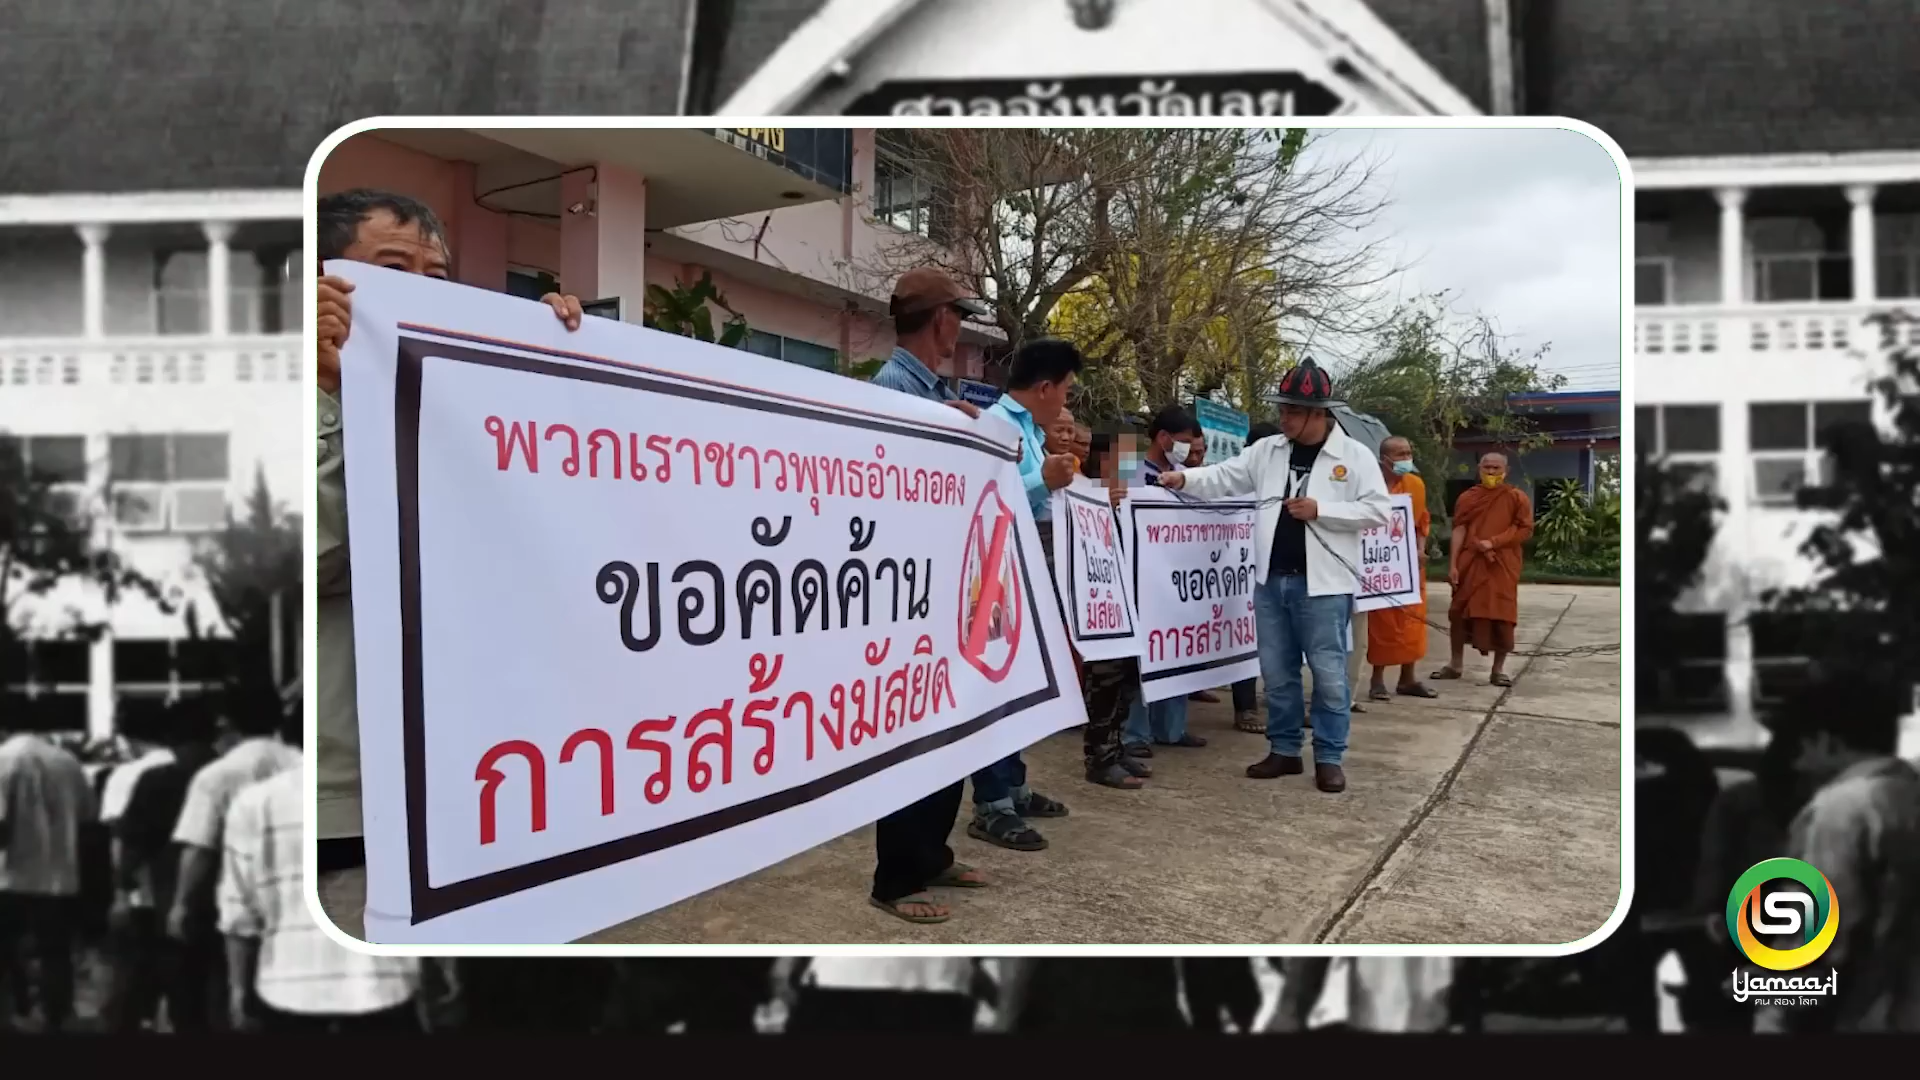 ศาลจังหวัดเลย
พวกเราชาวพุทธอำเภอคง
ขอคัดค้าน
การสร้างมัสยิด
เรา
ไม่เอา
มัสยิด
พวกเราชาวพุทธอำ
ขอคัดค้
การสร้างมั
ไม่เอา
มัสยิด
Yamaan
คน สอง โลก